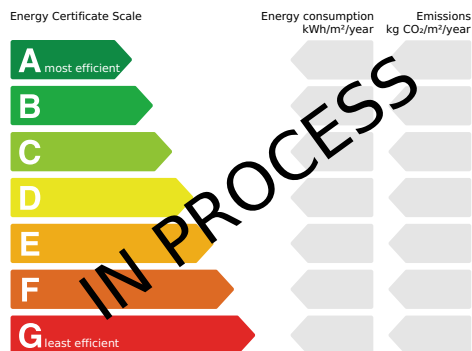 Energy Certificate Scale
Energy consumption
kWh/m²/year
Emissions
kg CO₂/m²/year
A most efficient
B
C
D
E
F
G least efficient
IN PROCESS